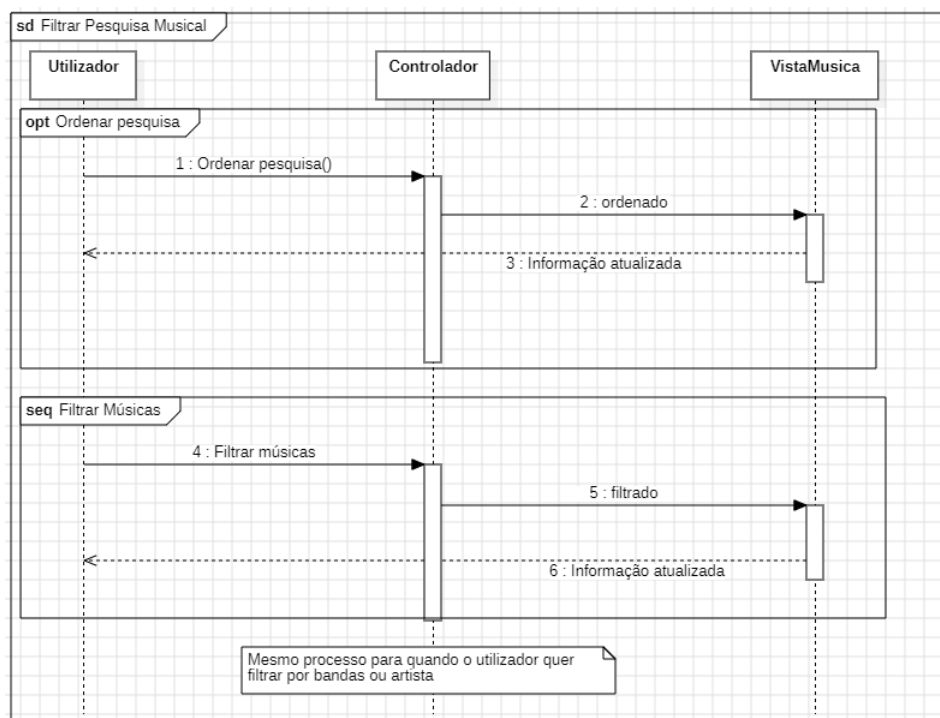 sd Filtrar Pesquisa Musical
Utilizador
Controlador
VistaMusica
opt Ordenar pesquisa
1 : Ordenar pesquisa()
2 : ordenado
3 : Informação atualizada
seq Filtrar Músicas
4 : Filtrar músicas
5 : filtrado
6 : Informação atualizada
Mesmo processo para quando o utilizador quer
filtrar por bandas ou artista